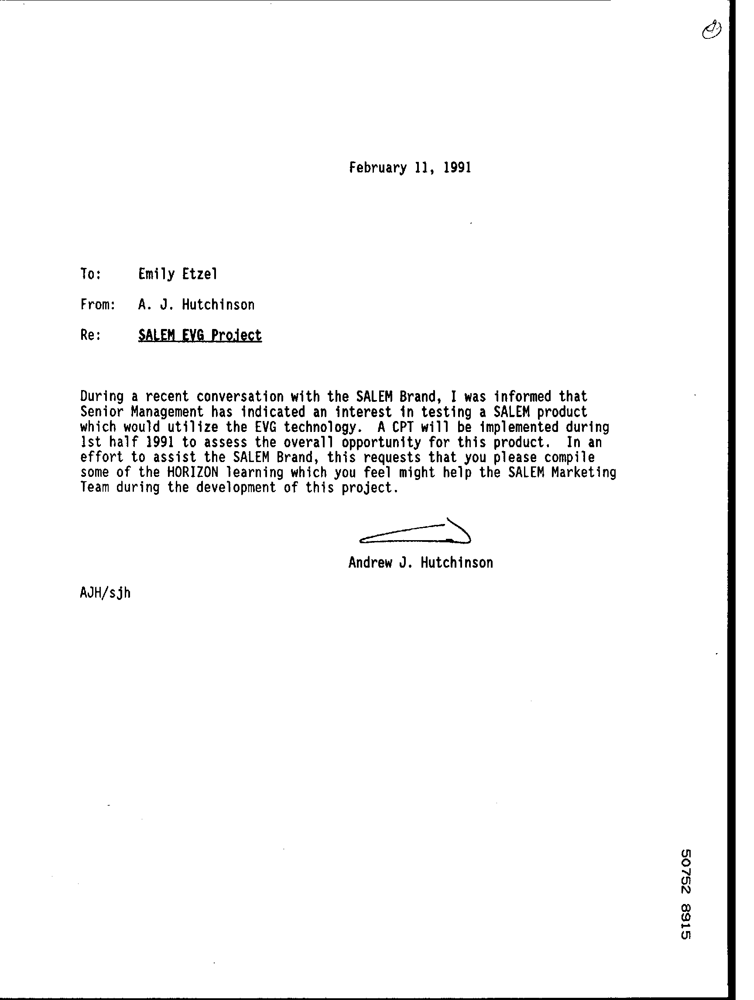 February 11, 1991
To: Emily Etzel
From: A. J. Hutchinson
Re: SALEM EVG Project
During a recent conversation with the SALEM Brand, I was informed that
Senior Management has indicated an interest in testing a SALEM product
which would utilize the EVG technology. A CPT will be implemented during
1st half 1991 to assess the overall opportunity for this product. In an
effort to assist the SALEM Brand, this requests that you please compile
some of the HORIZON learning which you feel might help the SALEM Marketing
Team during the development of this project.
Andrew J. Hutchinson
AJH/sjh
50752 8915